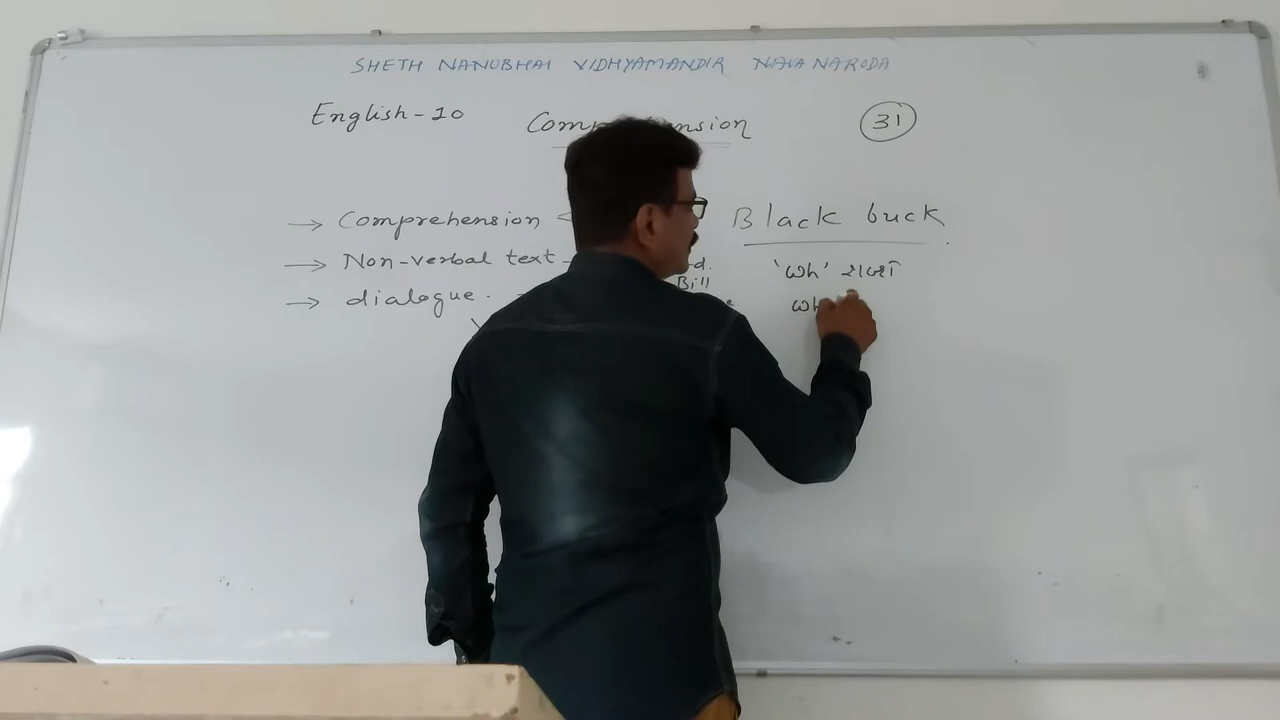 SHETH NANUBHAI VIDHYAMANDIR NAVA NARODA
English-10
Comprehension
31
→ Comprehension <
→ Non-verbal text -
d.
Bill
→ dialogue. -
Black buck
'wh' શબ્દો
wh